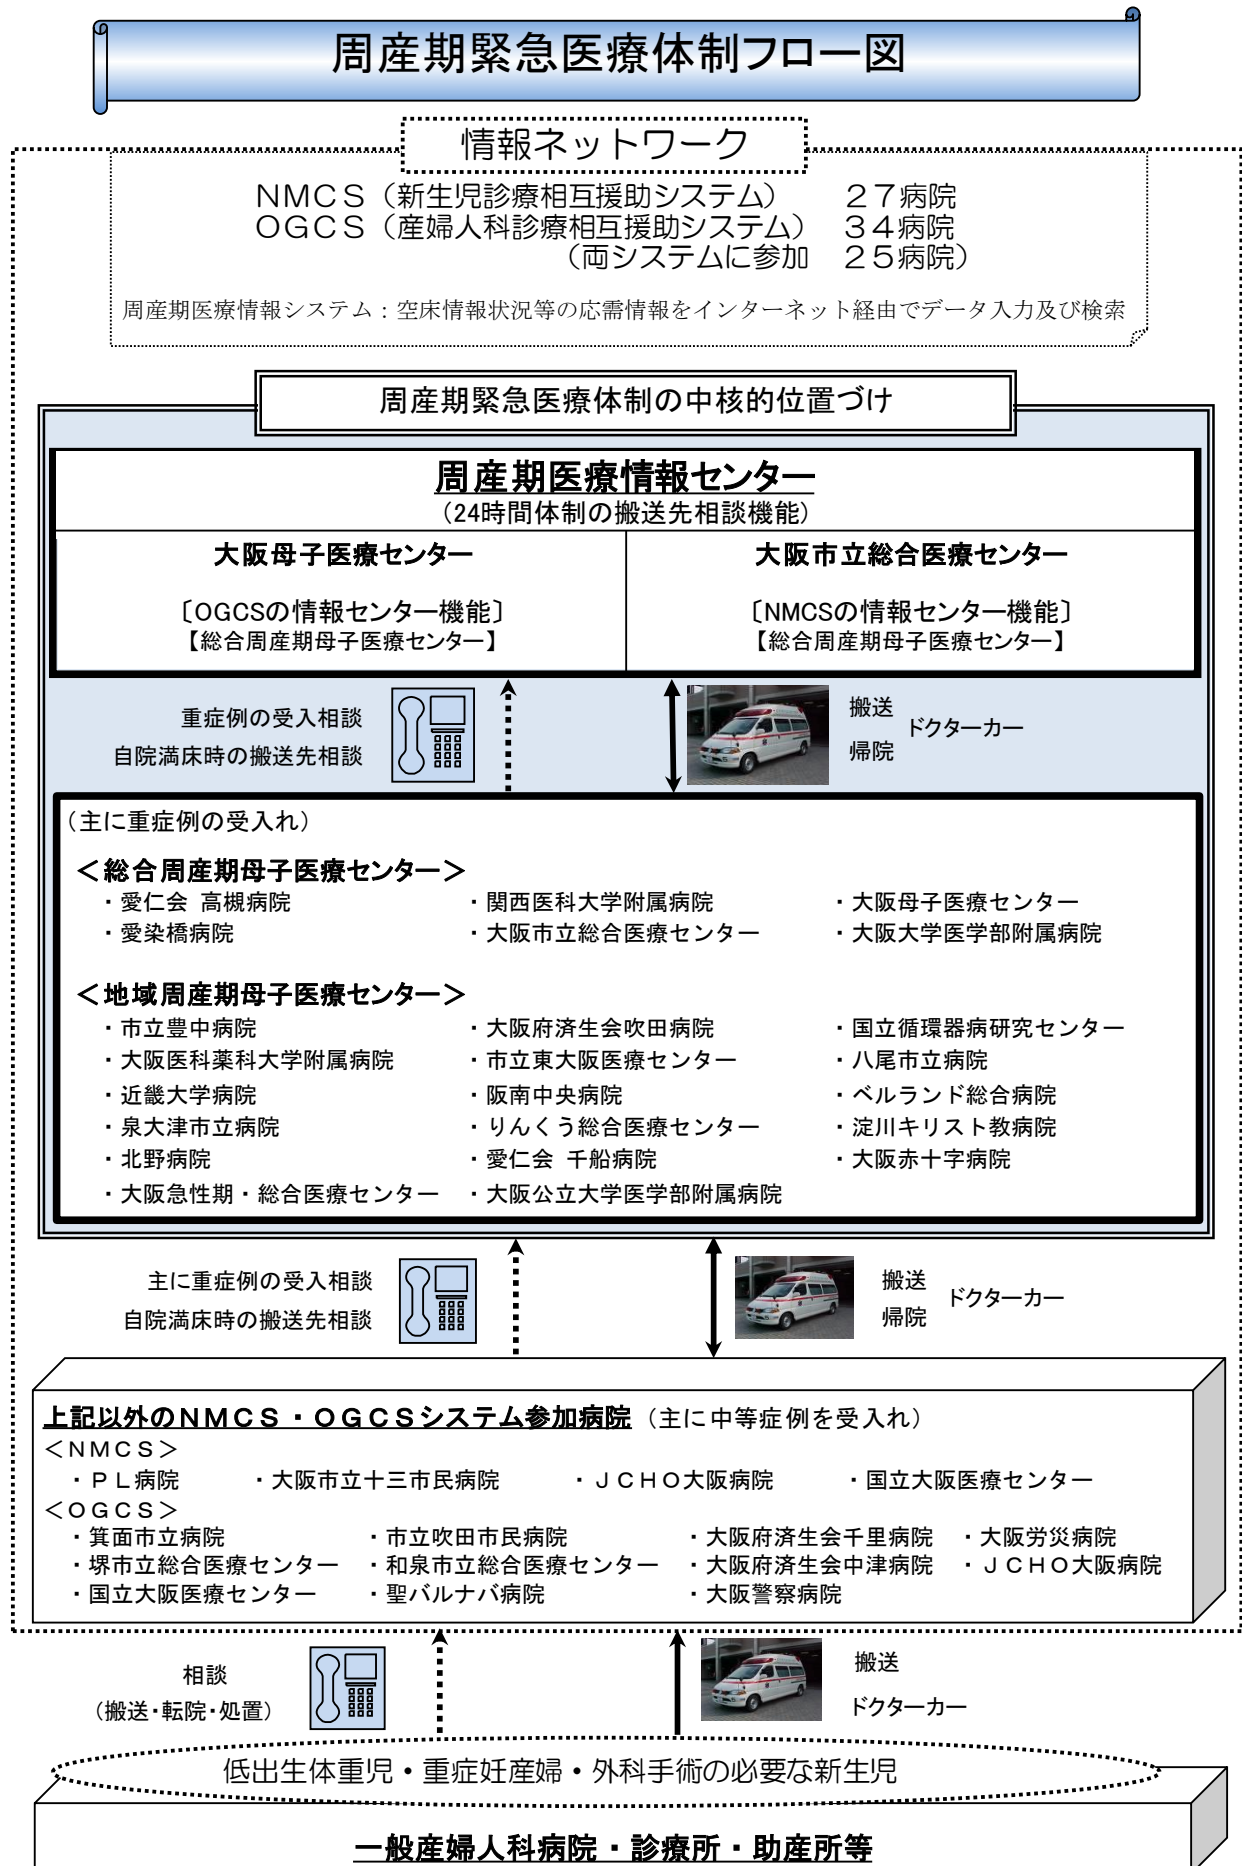 周産期緊急医療体制フロー図
情報ネットワーク
ＮＭＣＳ（新生児診療相互援助システム）　２７病院
ＯＧＣＳ（産婦人科診療相互援助システム）　３４病院
（両システムに参加　２５病院）
周産期医療情報システム：空床情報状況等の応需情報をインターネット経由でデータ入力及び検索
周産期緊急医療体制の中核的位置づけ
周産期医療情報センター
（24時間体制の搬送先相談機能）
大阪母子医療センター
〔OGCSの情報センター機能〕
【総合周産期母子医療センター】
大阪市立総合医療センター
〔NMCSの情報センター機能〕
【総合周産期母子医療センター】
重症例の受入相談
自院満床時の搬送先相談
搬送
帰院
ドクターカー
（主に重症例の受入れ）
＜総合周産期母子医療センター＞
・愛仁会 高槻病院　・関西医科大学附属病院　・大阪母子医療センター
・愛染橋病院　・大阪市立総合医療センター　・大阪大学医学部附属病院
＜地域周産期母子医療センター＞
・市立豊中病院　・大阪府済生会吹田病院　・国立循環器病研究センター
・大阪医科薬科大学附属病院　・市立東大阪医療センター　・八尾市立病院
・近畿大学病院　・阪南中央病院　・ベルランド総合病院
・泉大津市立病院　・りんくう総合医療センター　・淀川キリスト教病院
・北野病院　・愛仁会 千船病院　・大阪赤十字病院
・大阪急性期・総合医療センター　・大阪公立大学医学部附属病院
主に重症例の受入相談
自院満床時の搬送先相談
搬送
帰院
ドクターカー
上記以外のＮＭＣＳ・ＯＧＣＳシステム参加病院（主に中等症例を受入れ）
＜ＮＭＣＳ＞
・ＰＬ病院　・大阪市立十三市民病院　・ＪＣＨＯ大阪病院　・国立大阪医療センター
＜ＯＧＣＳ＞
・箕面市立病院　・市立吹田市民病院　・大阪府済生会千里病院　・大阪労災病院
・堺市立総合医療センター　・和泉市立総合医療センター　・大阪府済生会中津病院　・ＪＣＨＯ大阪病院
・国立大阪医療センター　・聖バルナバ病院　・大阪警察病院
相談
（搬送・転院・処置）
搬送
ドクターカー
低出生体重児・重症妊産婦・外科手術の必要な新生児
一般産婦人科病院・診療所・助産所等